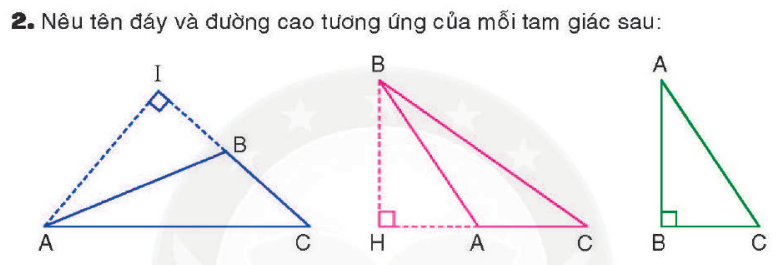 2. Nêu tên đáy và đường cao tương ứng của mỗi tam giác sau:
I
B
A
C
B
H
A
C
A
B
C